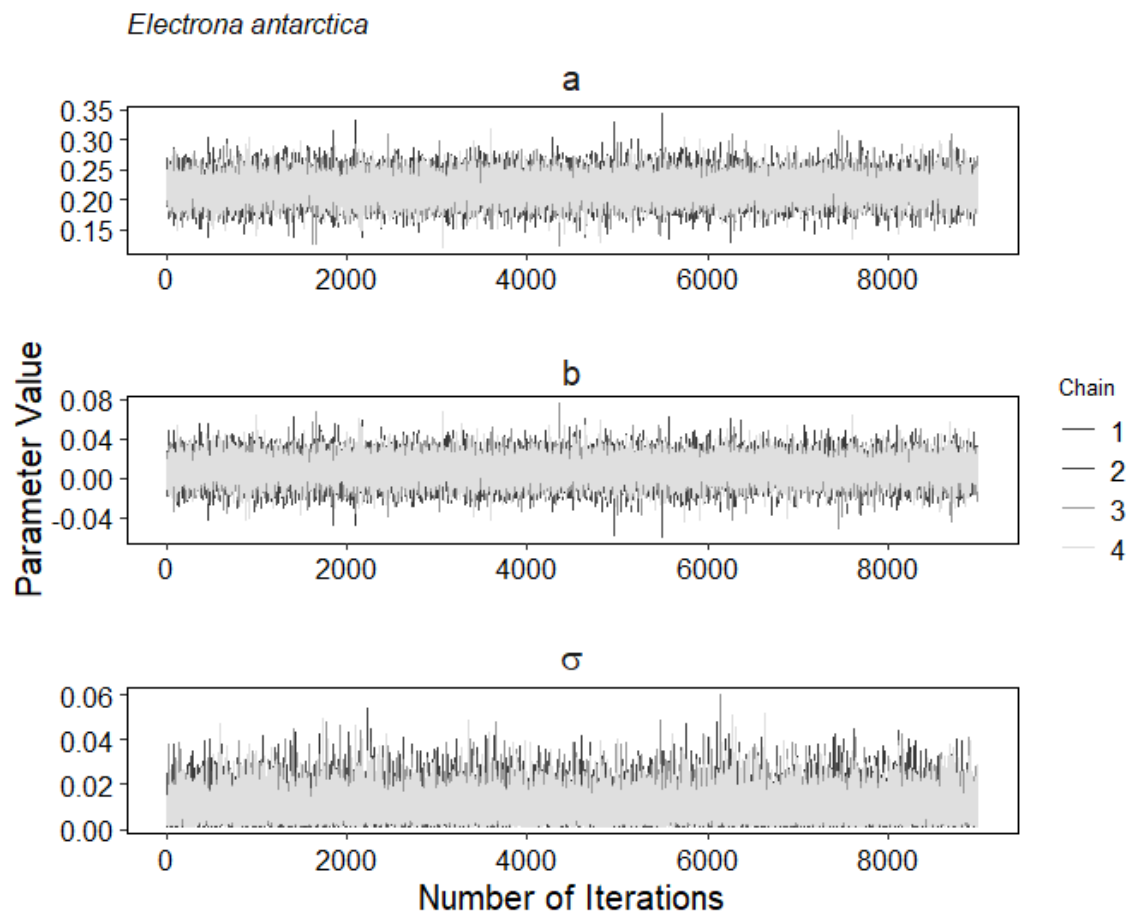 Electrona antarctica
a
0.35
0.30
0.25
0.20
0.15
0 2000 4000 6000 8000
Parameter Value
b
0.08
0.04
0.00
-0.04
0 2000 4000 6000 8000
Chain
1
2
3
4
σ
0.06
0.04
0.02
0.00
0 2000 4000 6000 8000
Number of Iterations